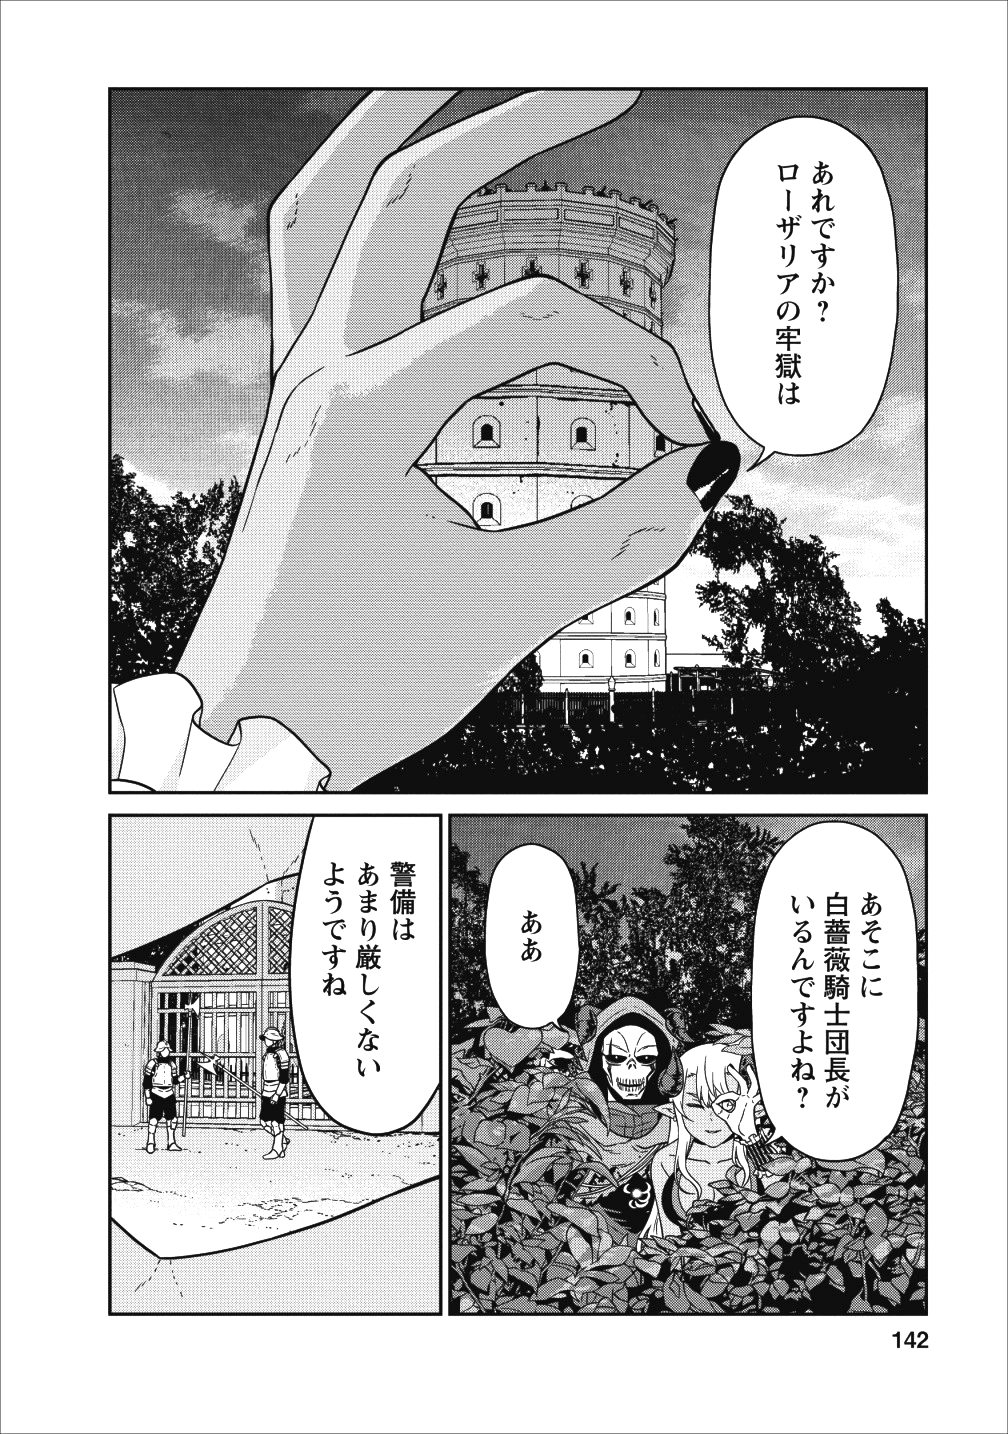 あれですか？
ローザリアの牢獄は
あそこに
白薔薇騎士団長が
いるんですよね？
ああ
警備は
あまり厳しくない
ようですね
142